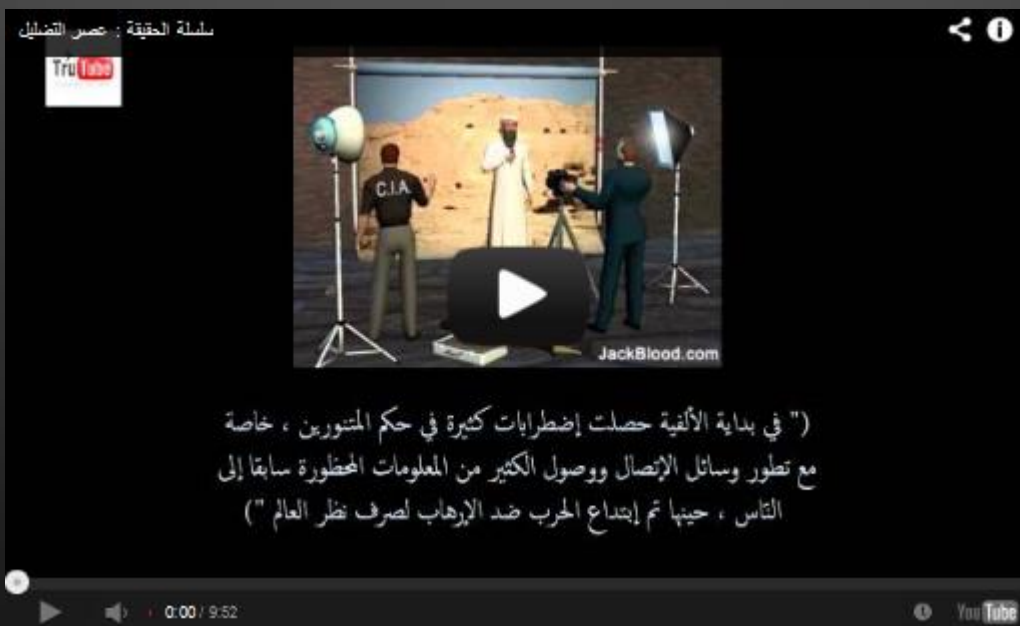 سلسلة الحقيقة : عصر التضليل
Tru Tube
C.I.A.
JackBlood.com
(" في بداية الألفية حصلت إضطرابات كثيرة في حكم المتنورين ، خاصة
مع تطور وسائل الإتصال ووصول الكثير من المعلومات المحظورة سابقا إلى
النّاس ، حينها تم إبتداع الحرب ضد الإرهاب لصرف نظر العالم ")
0:00 / 9:52
YouTube